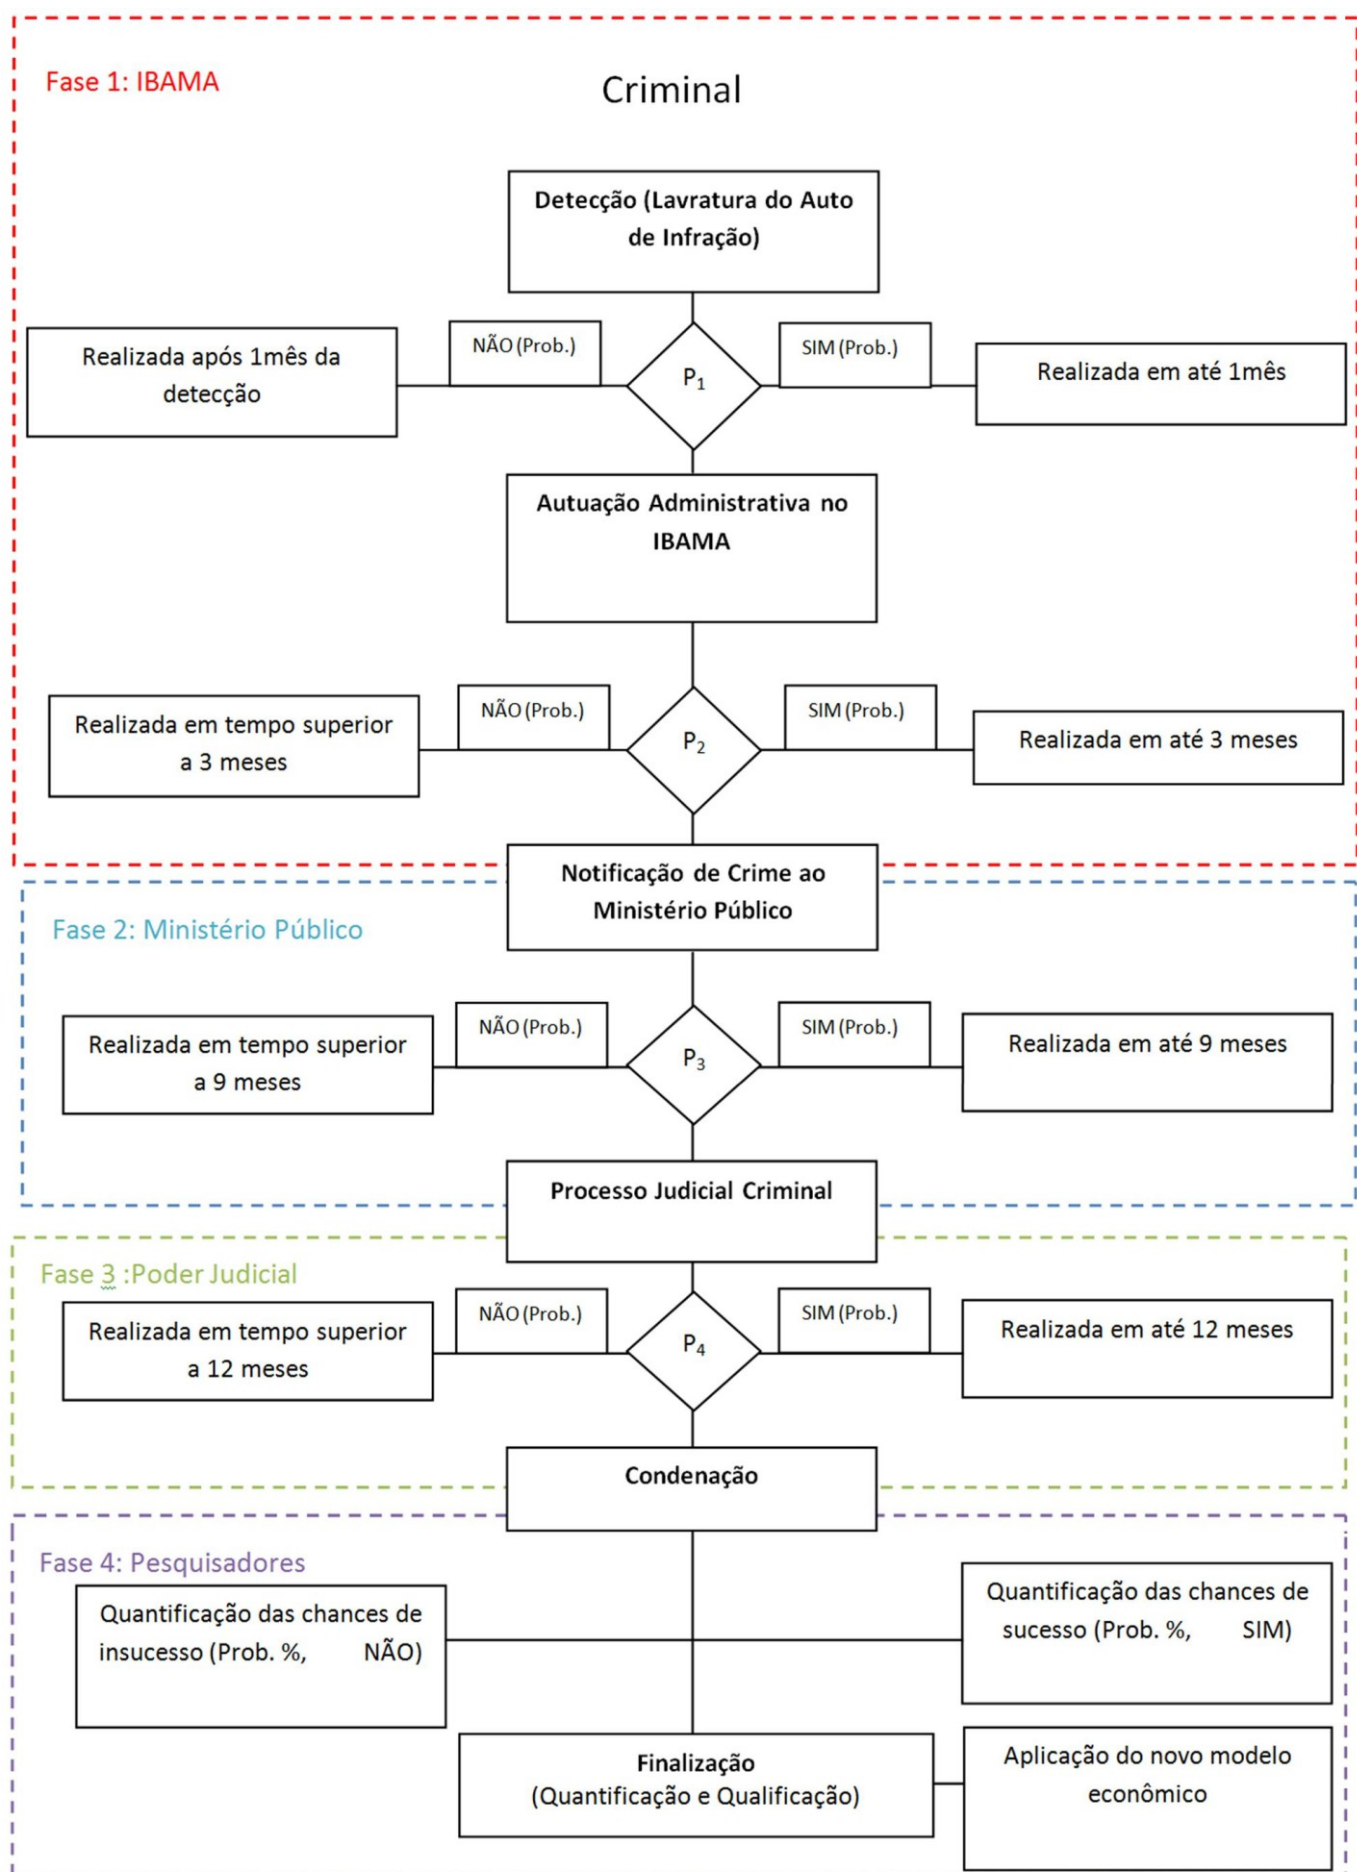 Fase 1: IBAMA
Criminal
Detecção (Lavratura do Auto
de Infração)
NÃO (Prob.)
SIM (Prob.)
Realizada após 1mês da
detecção
P1
Realizada em até 1mês
Autuação Administrativa no
IBAMA
NÃO (Prob.)
SIM (Prob.)
Realizada em tempo superior
a 3 meses
P2
Realizada em até 3 meses
Notificação de Crime ao
Ministério Público
Fase 2: Ministério Público
NÃO (Prob.)
SIM (Prob.)
Realizada em tempo superior
a 9 meses
P3
Realizada em até 9 meses
Processo Judicial Criminal
Fase 3 :Poder Judicial
NÃO (Prob.)
SIM (Prob.)
Realizada em tempo superior
a 12 meses
P4
Realizada em até 12 meses
Condenação
Fase 4: Pesquisadores
Quantificação das chances de
insucesso (Prob. %, NÃO)
Quantificação das chances de
sucesso (Prob. %, SIM)
Finalização
(Quantificação e Qualificação)
Aplicação do novo modelo
econômico